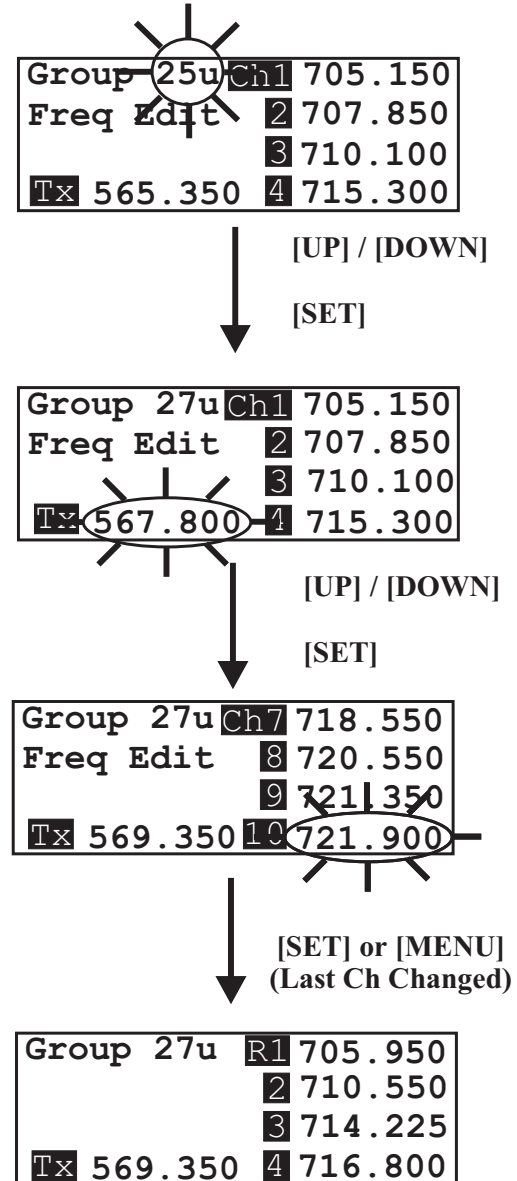 Group 25u Ch1 705.150
Freq Edit 2 707.850
3 710.100
Tx 565.350 4 715.300
[UP] / [DOWN]
[SET]
Group 27u Ch1 705.150
Freq Edit 2 707.850
3 710.100
Tx 567.800 4 715.300
[UP] / [DOWN]
[SET]
Group 27u Ch7 718.550
Freq Edit 8 720.550
9 721.350
Tx 569.350 10 721.900
[SET] or [MENU]
(Last Ch Changed)
Group 27u R1 705.950
2 710.550
3 714.225
Tx 569.350 4 716.800